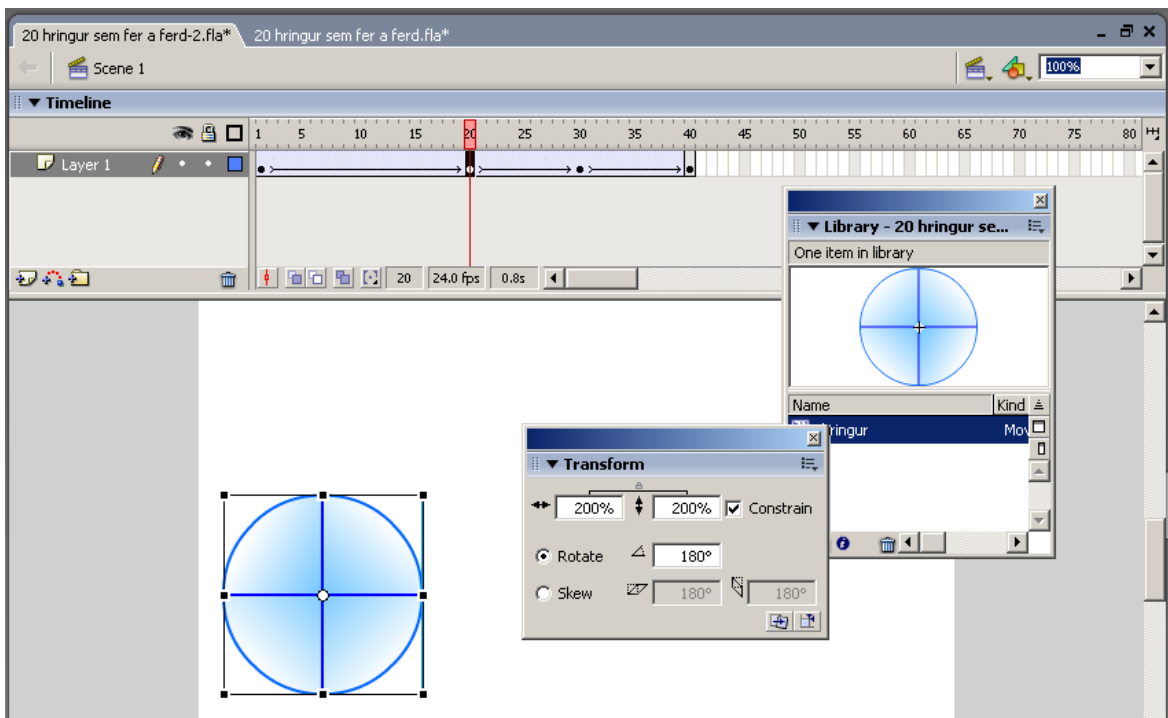 20 hringur sem fer a ferd-2.fla* 20 hringur sem fer a ferd.fla*
Scene 1 100%
Timeline
1 5 10 15 20 25 30 35 40 45 50 55 60 65 70 75 80
Layer 1
20 24.0 fps 0.8s
Library - 20 hringur se...
One item in library
Name Kind
ringur Mov
Transform
200% 200% Constrain
Rotate 180°
Skew 180° 180°